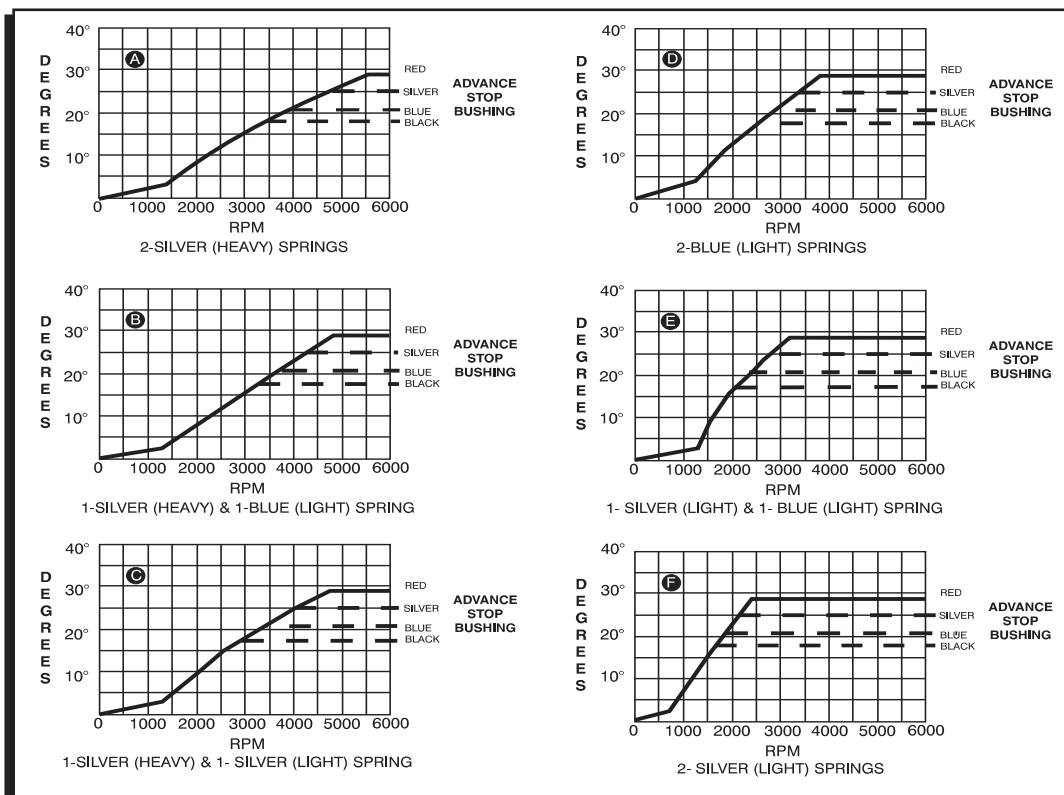 A
DEGREES
40°
30°
20°
10°
0 1000 2000 3000 4000 5000 6000
RPM
RED
SILVER
BLUE
BLACK
ADVANCE
STOP
BUSHING
2-SILVER (HEAVY) SPRINGS
D
DEGREES
40°
30°
20°
10°
0 1000 2000 3000 4000 5000 6000
RPM
RED
SILVER
BLUE
BLACK
ADVANCE
STOP
BUSHING
2-BLUE (LIGHT) SPRINGS
B
DEGREES
40°
30°
20°
10°
0 1000 2000 3000 4000 5000 6000
RPM
RED
SILVER
BLUE
BLACK
ADVANCE
STOP
BUSHING
1-SILVER (HEAVY) & 1-BLUE (LIGHT) SPRING
E
DEGREES
40°
30°
20°
10°
0 1000 2000 3000 4000 5000 6000
RPM
RED
SILVER
BLUE
BLACK
ADVANCE
STOP
BUSHING
1- SILVER (LIGHT) & 1- BLUE (LIGHT) SPRING
C
DEGREES
40°
30°
20°
10°
0 1000 2000 3000 4000 5000 6000
RPM
RED
SILVER
BLUE
BLACK
ADVANCE
STOP
BUSHING
1-SILVER (HEAVY) & 1- SILVER (LIGHT) SPRING
F
DEGREES
40°
30°
20°
10°
0 1000 2000 3000 4000 5000 6000
RPM
RED
SILVER
BLUE
BLACK
ADVANCE
STOP
BUSHING
2- SILVER (LIGHT) SPRINGS